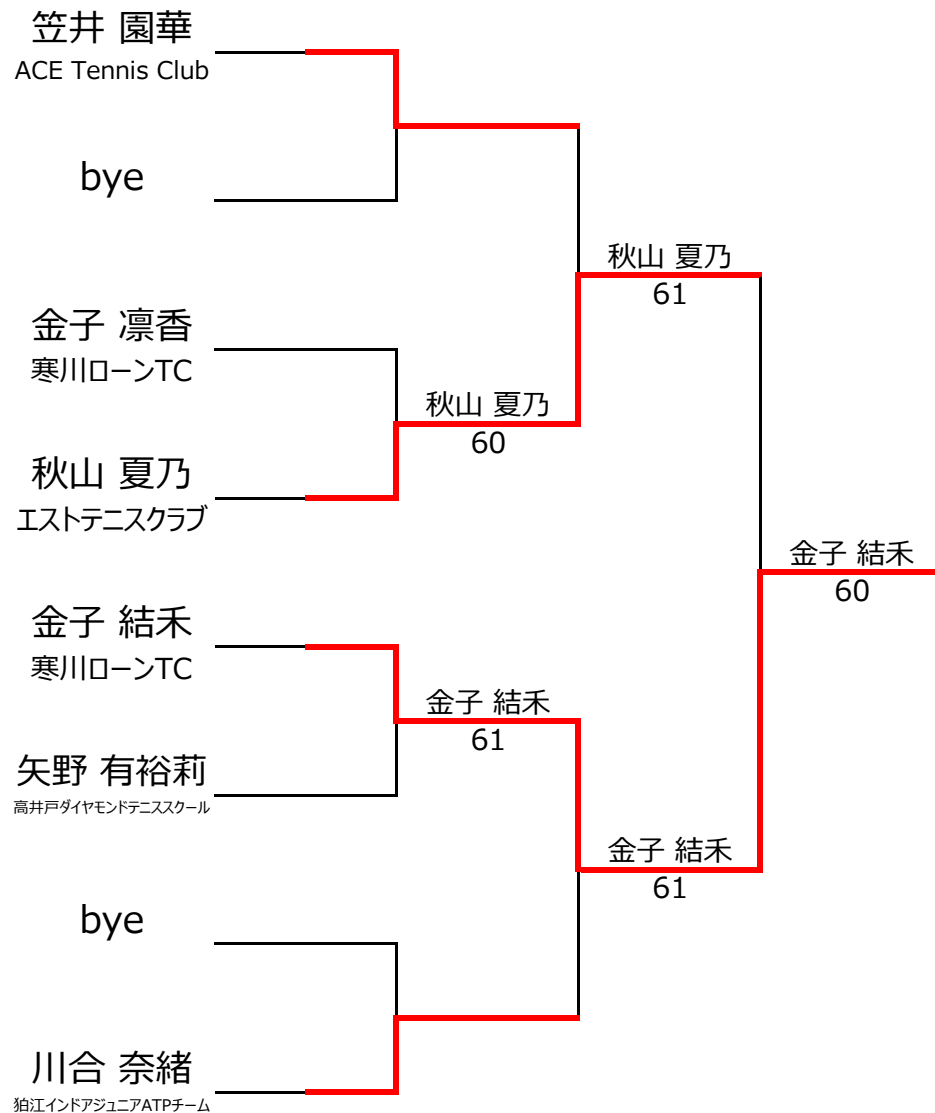 笠井 園華
ACE Tennis Club
bye
金子 凛香
寒川ローンTC
秋山 夏乃
エストテニスクラブ
金子 結禾
寒川ローンTC
矢野 有裕莉
高井戸ダイヤモンドテニススクール
bye
川合 奈緒
狛江インドアジュニアATPチーム
秋山 夏乃
60
金子 結禾
61
秋山 夏乃
61
金子 結禾
61
金子 結禾
60